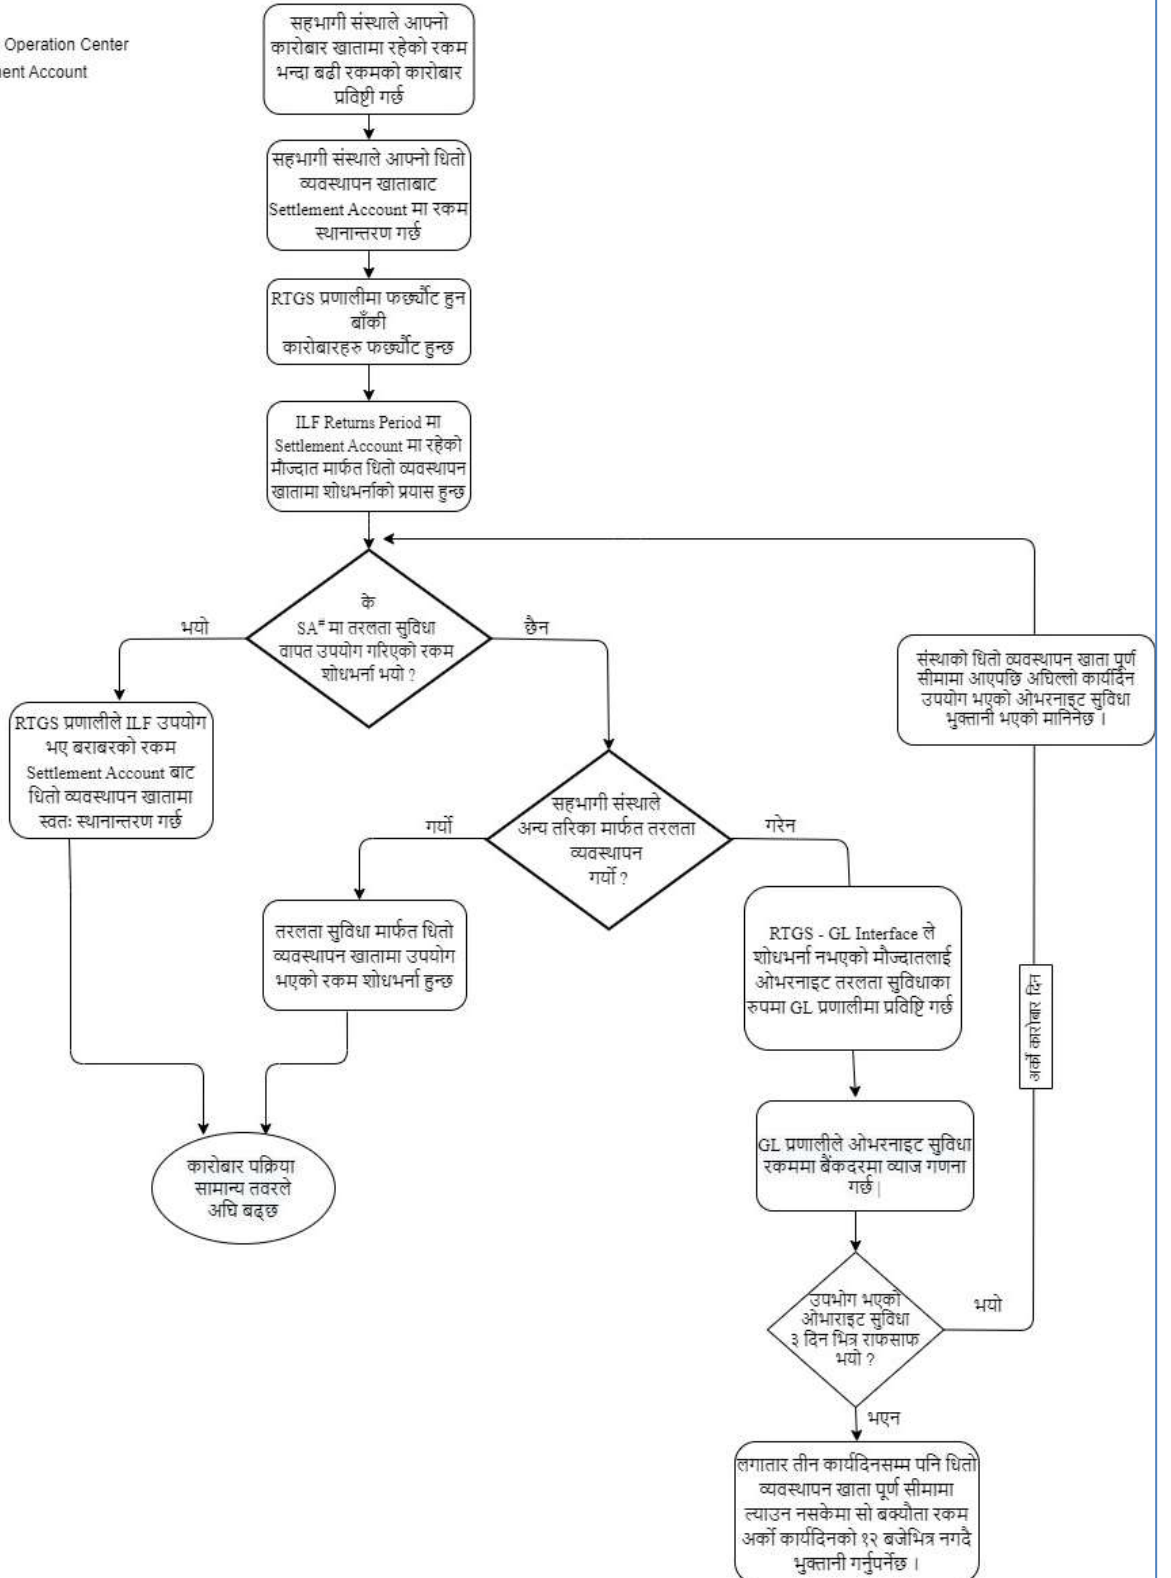 Operation Center
ent Account
सहभागी संस्थाले आफ्नो
कारोबार खातामा रहेको रकम
भन्दा बढी रकमको कारोबार
प्रविष्टी गर्छ
सहभागी संस्थाले आफ्नो धितो
व्यवस्थापन खाताबाट
Settlement Account मा रकम
स्थानान्तरण गर्छ
RTGS प्रणालीमा फर्छ्यौट हुन
बाँकी
कारोबारहरु फर्छ्यौट हुन्छ
ILF Returns Period मा
Settlement Account मा रहेको
मौज्दात मार्फत धितो व्यवस्थापन
खातामा शोधभर्नाको प्रयास हुन्छ
के
SA# मा तरलता सुविधा
वापत उपयोग गरिएको रकम
शोधभर्ना भयो ?
भयो
छैन
RTGS प्रणालीले ILF उपयोग
भए बराबरको रकम
Settlement Account बाट
धितो व्यवस्थापन खातामा
स्वतः स्थानान्तरण गर्छ
संस्थाको धितो व्यवस्थापन खाता पूर्ण
सीमामा आएपछि अघिल्लो कार्यदिन
उपयोग भएको ओभरनाइट सुविधा
भुक्तानी भएको मानिनेछ ।
सहभागी संस्थाले
अन्य तरिका मार्फत तरलता
व्यवस्थापन
गर्यो ?
गर्यो
गरेन
तरलता सुविधा मार्फत धितो
व्यवस्थापन खातामा उपयोग
भएको रकम शोधभर्ना हुन्छ
RTGS - GL Interface ले
शोधभर्ना नभएको मौज्दातलाई
ओभरनाइट तरलता सुविधाका
रुपमा GL प्रणालीमा प्रविष्टि गर्छ
अर्को कारोबार दिन
कारोबार पक्रिया
सामान्य तवरले
अघि बढ्छ
GL प्रणालीले ओभरनाइट सुविधा
रकममा बैंकदरमा व्याज गणना
गर्छ |
उपभोग भएको
ओभाराइट सुविधा
३ दिन भित्र राफसाफ
भयो ?
भयो
भएन
लगातार तीन कार्यदिनसम्म पनि धितो
व्यवस्थापन खाता पूर्ण सीमामा
ल्याउन नसकेमा सो बक्यौता रकम
अर्को कार्यदिनको १२ बजेभित्र नगदै
भुक्तानी गर्नुपर्नेछ ।